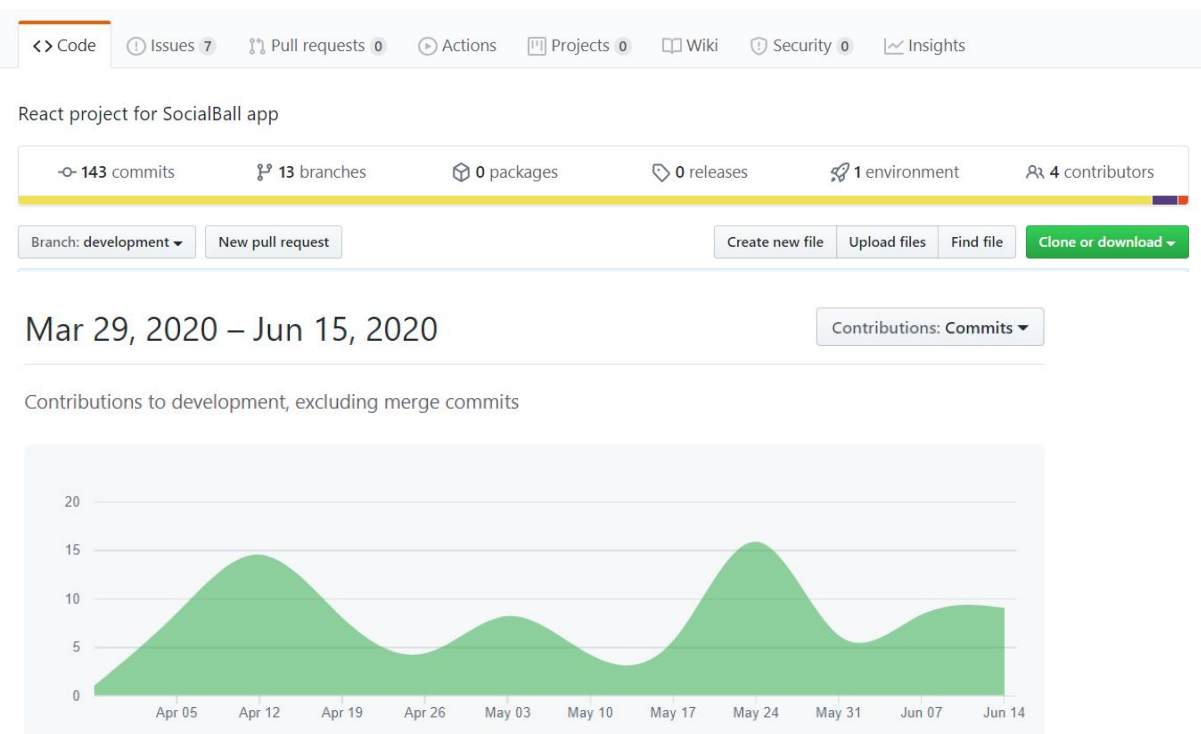 <> Code Issues 7 Pull requests 0 Actions Projects 0 Wiki Security 0 Insights
React project for SocialBall app
143 commits 13 branches 0 packages 0 releases 1 environment 4 contributors
Branch: development New pull request Create new file Upload files Find file Clone or download
Mar 29, 2020 – Jun 15, 2020 Contributions: Commits
Contributions to development, excluding merge commits
20
15
10
5
0
Apr 05 Apr 12 Apr 19 Apr 26 May 03 May 10 May 17 May 24 May 31 Jun 07 Jun 14